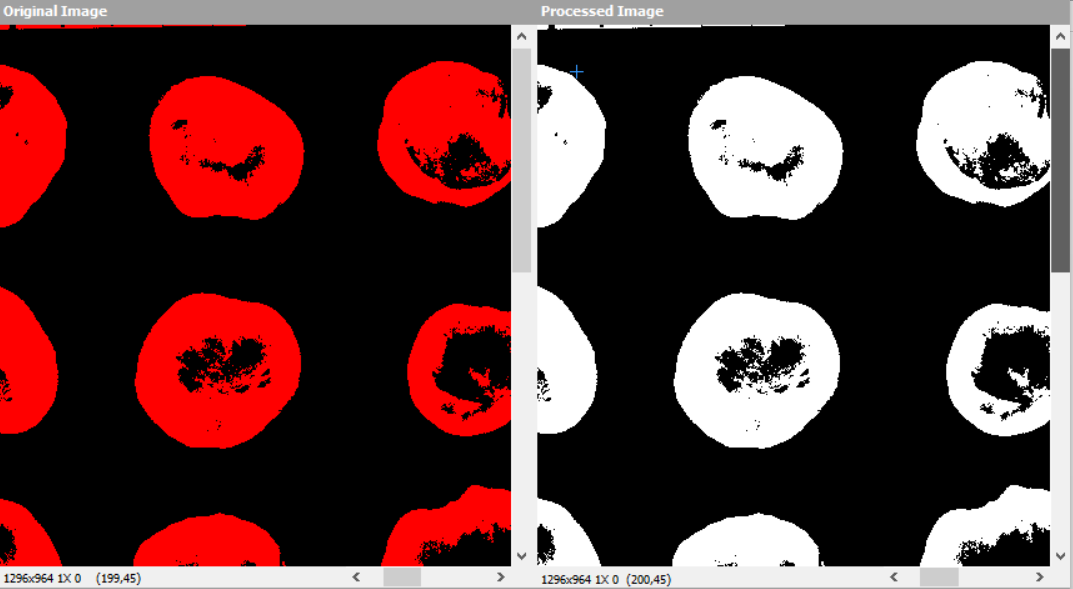 Original Image
Processed Image
1296x964 1X 0 (199,45)
1296x964 1X 0 (200,45)